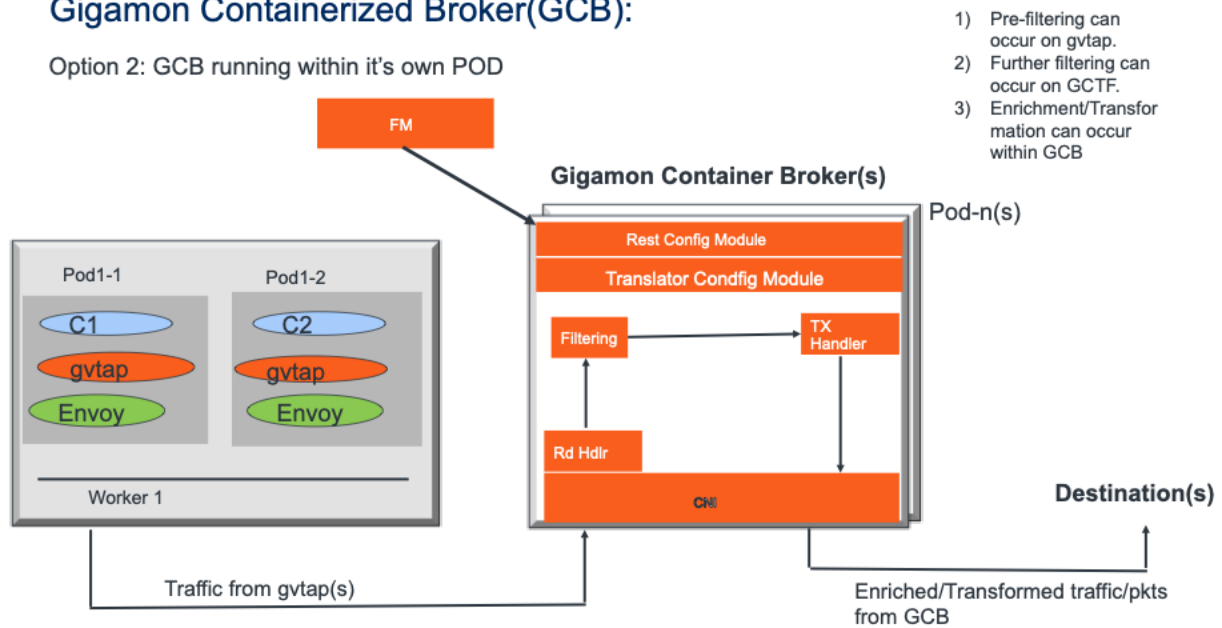 Gigamon Containerized Broker(GCB):
Option 2: GCB running within it's own POD
1) Pre-filtering can
occur on gvtap.
2) Further filtering can
occur on GCTF.
3) Enrichment/Transfor
mation can occur
within GCB
FM
Gigamon Container Broker(s)
Pod-n(s)
Rest Config Module
Translator Condfig Module
Pod1-1
Pod1-2
C1
C2
gvtap
gvtap
Envoy
Envoy
Worker 1
Filtering
TX
Handler
Rd Hdlr
Destination(s)
Traffic from gvtap(s)
Enriched/Transformed traffic/pkts
from GCB